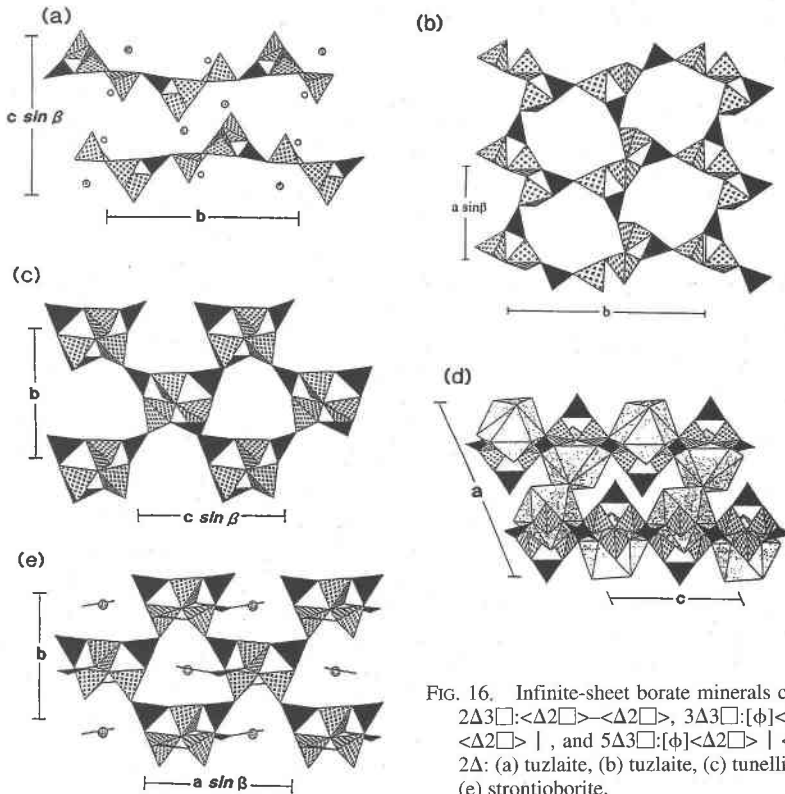 (a)
c sin β
b
(b)
a sinβ
b
(c)
b
c sin β
(d)
a
c
(e)
b
a sin β
FIG. 16. Infinite-sheet borate minerals c
2Δ3□:<Δ2□>–<Δ2□>, 3Δ3□:[ϕ]<
<Δ2□> | , and 5Δ3□:[ϕ]<Δ2□> | <
2Δ: (a) tuzlaite, (b) tuzlaite, (c) tunelli
(e) strontioborite.